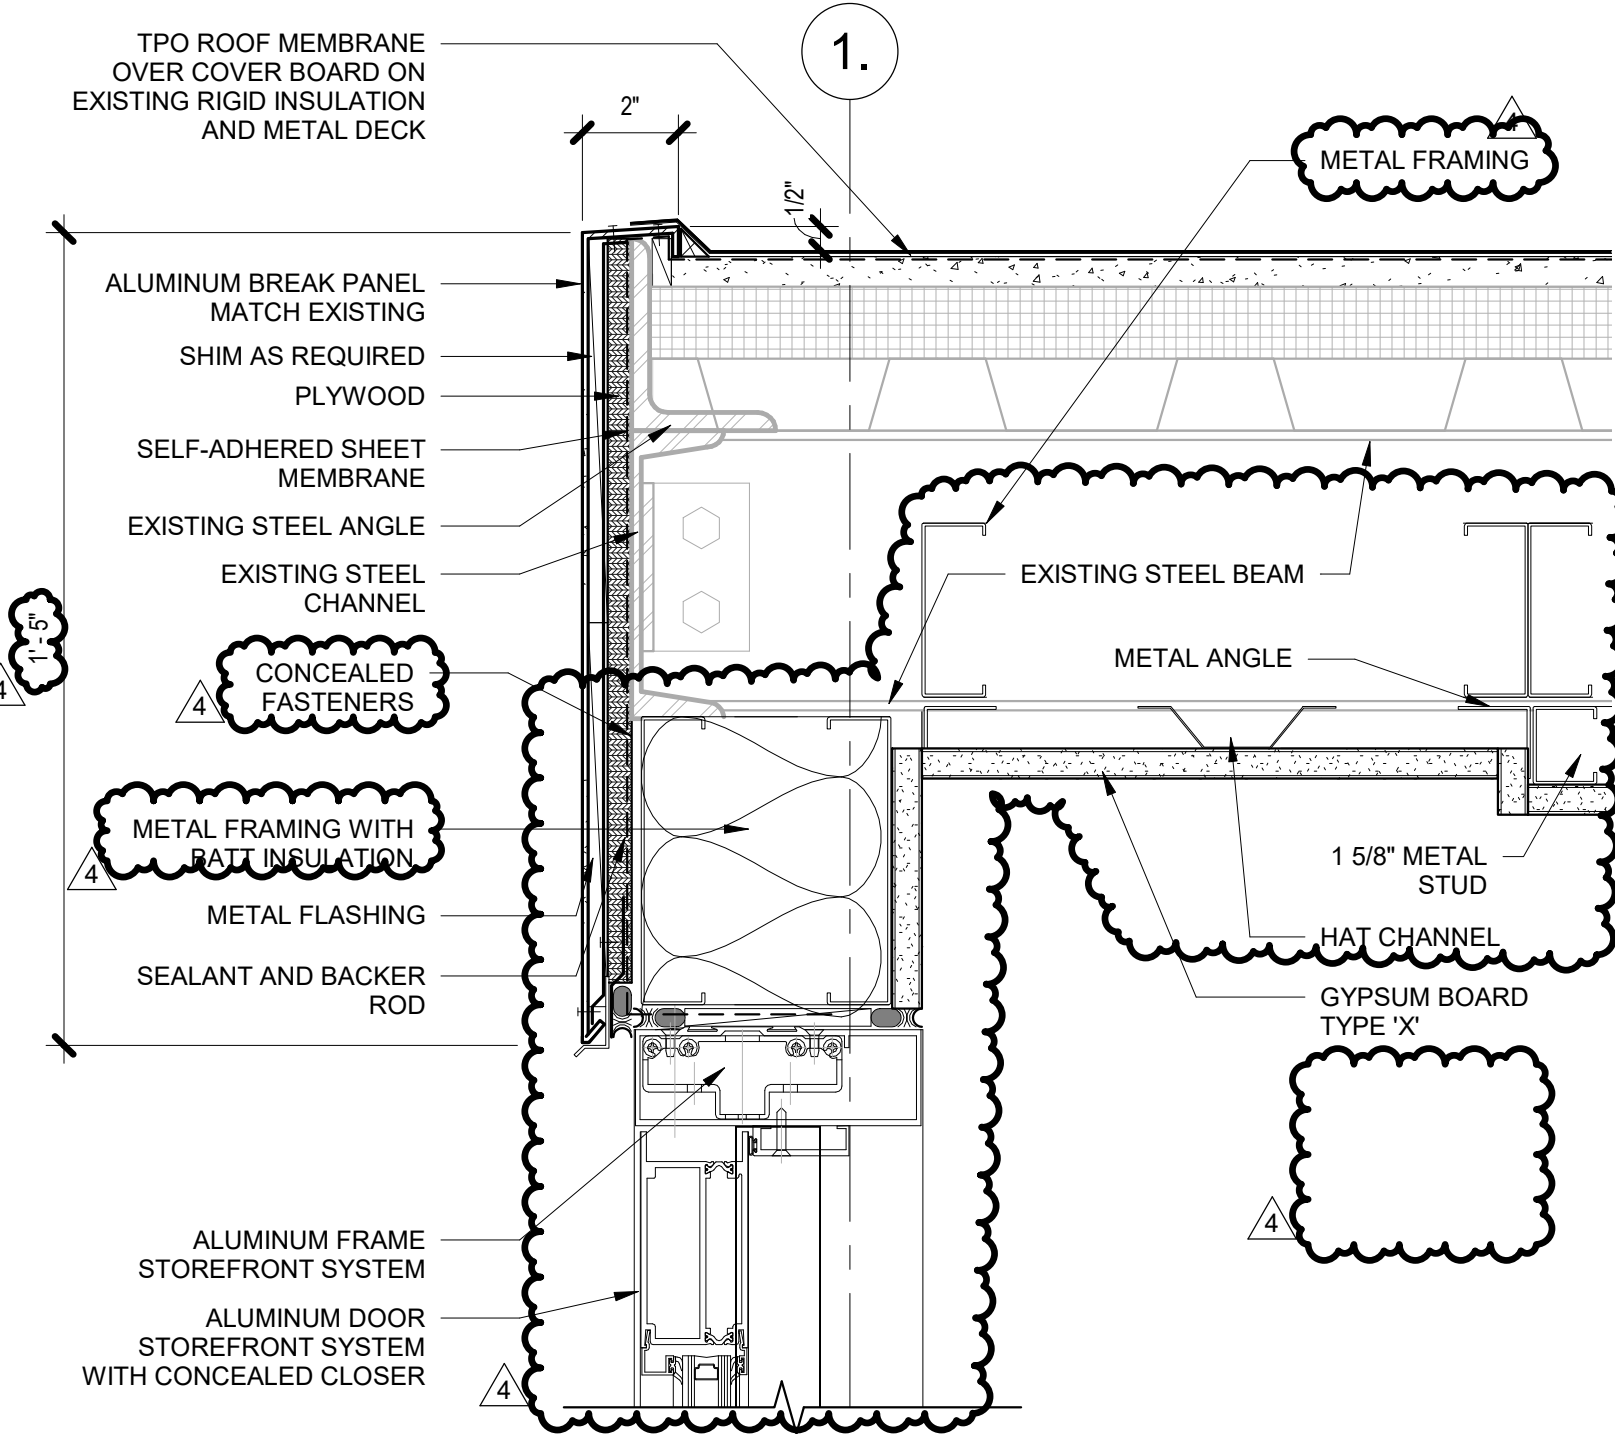 TPO ROOF MEMBRANE
OVER COVER BOARD ON
EXISTING RIGID INSULATION
AND METAL DECK
2"
1.
1/2"
4
METAL FRAMING
ALUMINUM BREAK PANEL
MATCH EXISTING
SHIM AS REQUIRED
PLYWOOD
SELF-ADHERED SHEET
MEMBRANE
EXISTING STEEL ANGLE
EXISTING STEEL
CHANNEL
EXISTING STEEL BEAM
1' - 5"
4
CONCEALED
FASTENERS
4
METAL ANGLE
METAL FRAMING WITH
BATT INSULATION
4
METAL FLASHING
SEALANT AND BACKER
ROD
1 5/8" METAL
STUD
HAT CHANNEL
GYPSUM BOARD
TYPE 'X'
4
ALUMINUM FRAME
STOREFRONT SYSTEM
ALUMINUM DOOR
STOREFRONT SYSTEM
WITH CONCEALED CLOSER
4